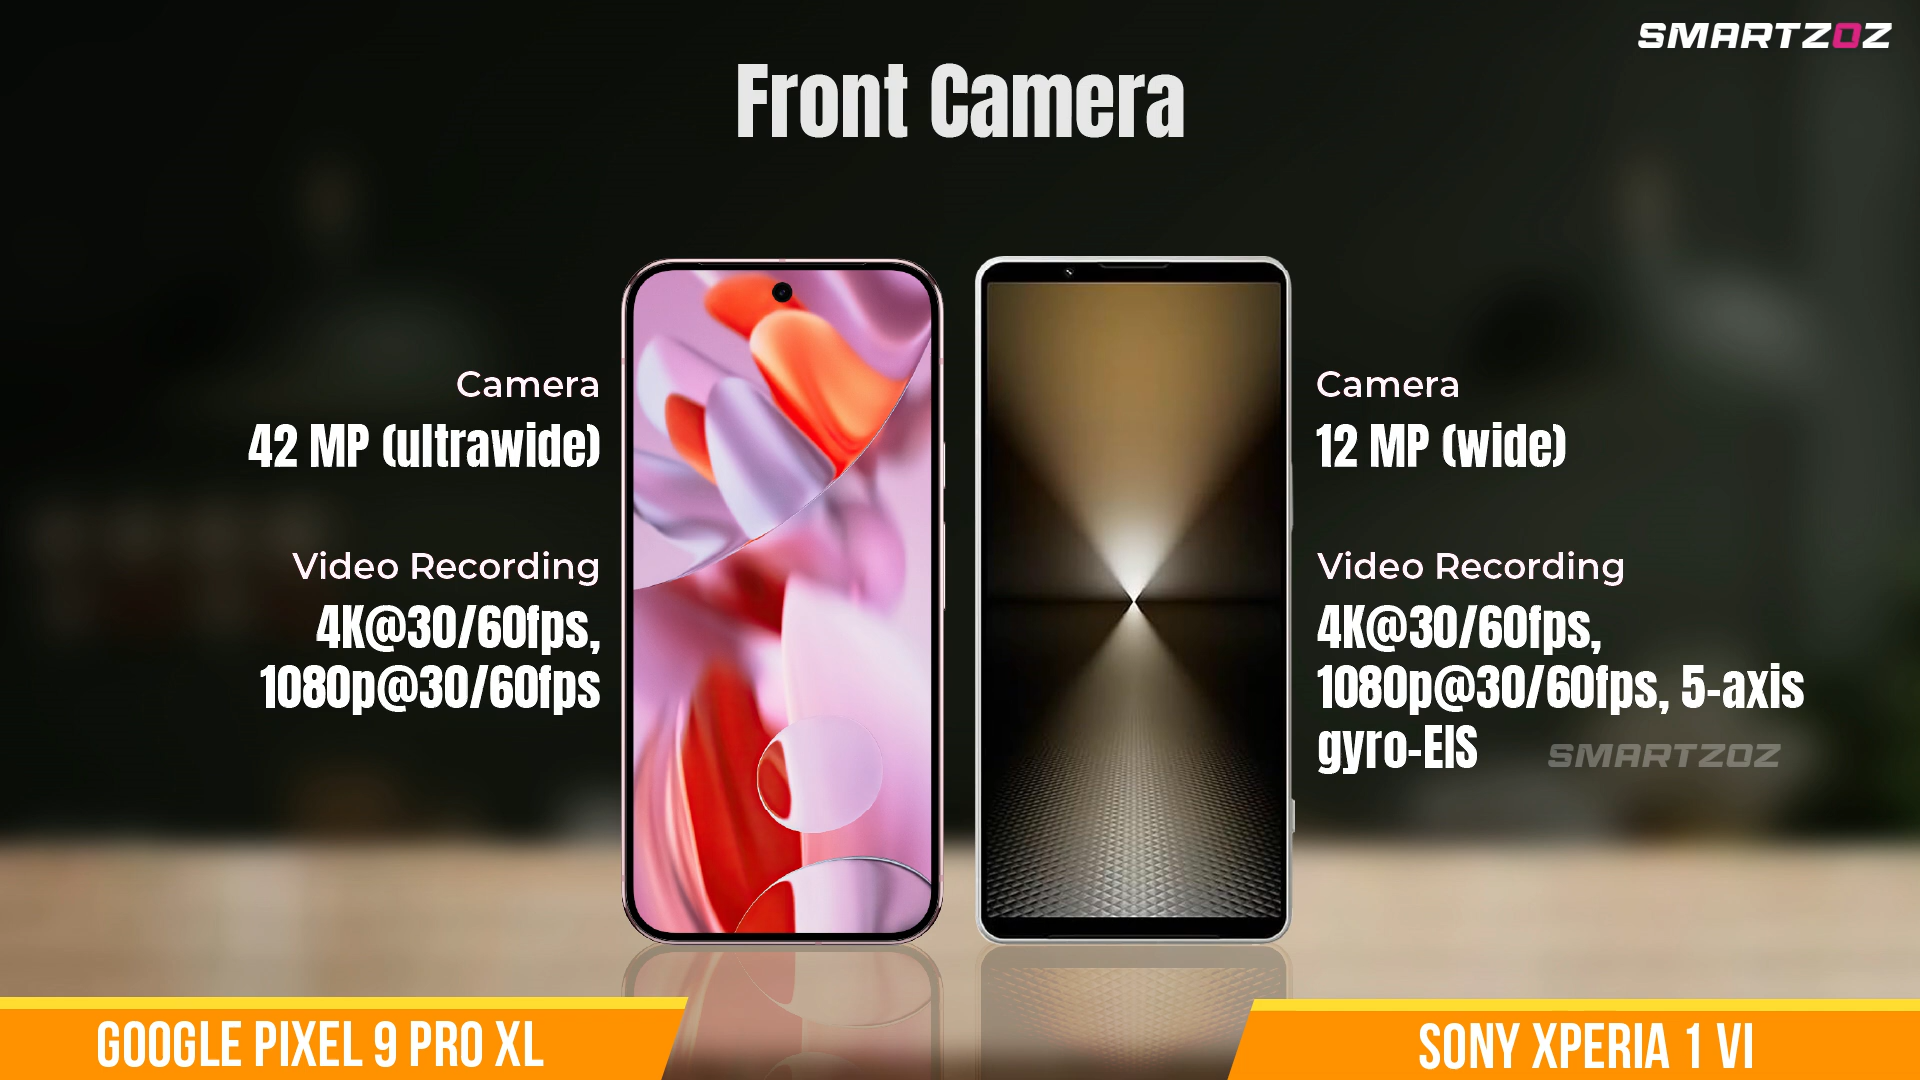 SMARTZOZ
Front Camera
Camera
42 MP (ultrawide)
Video Recording
4K@30/60fps,
1080p@30/60fps
Camera
12 MP (wide)
Video Recording
4K@30/60fps,
1080p@30/60fps, 5-axis
gyro-EIS
SMARTZOZ
GOOGLE PIXEL 9 PRO XL
SONY XPERIA 1 VI